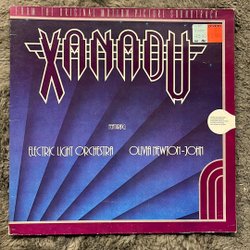 FROM THE ORIGINAL MOTION PICTURE SOUNDTRACK
XANADU
FEATURING
ELECTRIC LIGHT ORCHESTRA OLIVIA NEWTON-JOHN